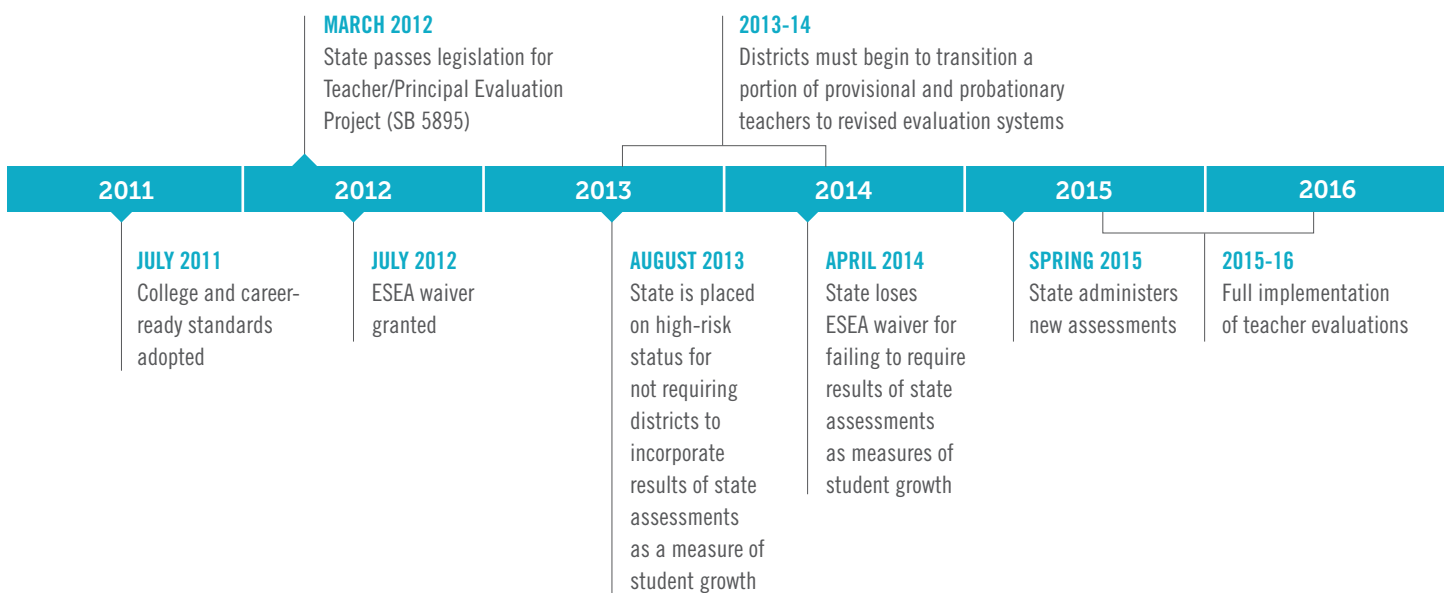 MARCH 2012
State passes legislation for
Teacher/Principal Evaluation
Project (SB 5895)
2013-14
Districts must begin to transition a
portion of provisional and probationary
teachers to revised evaluation systems
2011
2012
2013
2014
2015
2016
JULY 2011
College and career-
ready standards
adopted
JULY 2012
ESEA waiver
granted
AUGUST 2013
State is placed
on high-risk
status for
not requiring
districts to
incorporate
results of state
assessments
as a measure of
student growth
APRIL 2014
State loses
ESEA waiver for
failing to require
results of state
assessments
as measures of
student growth
SPRING 2015
State administers
new assessments
2015-16
Full implementation
of teacher evaluations